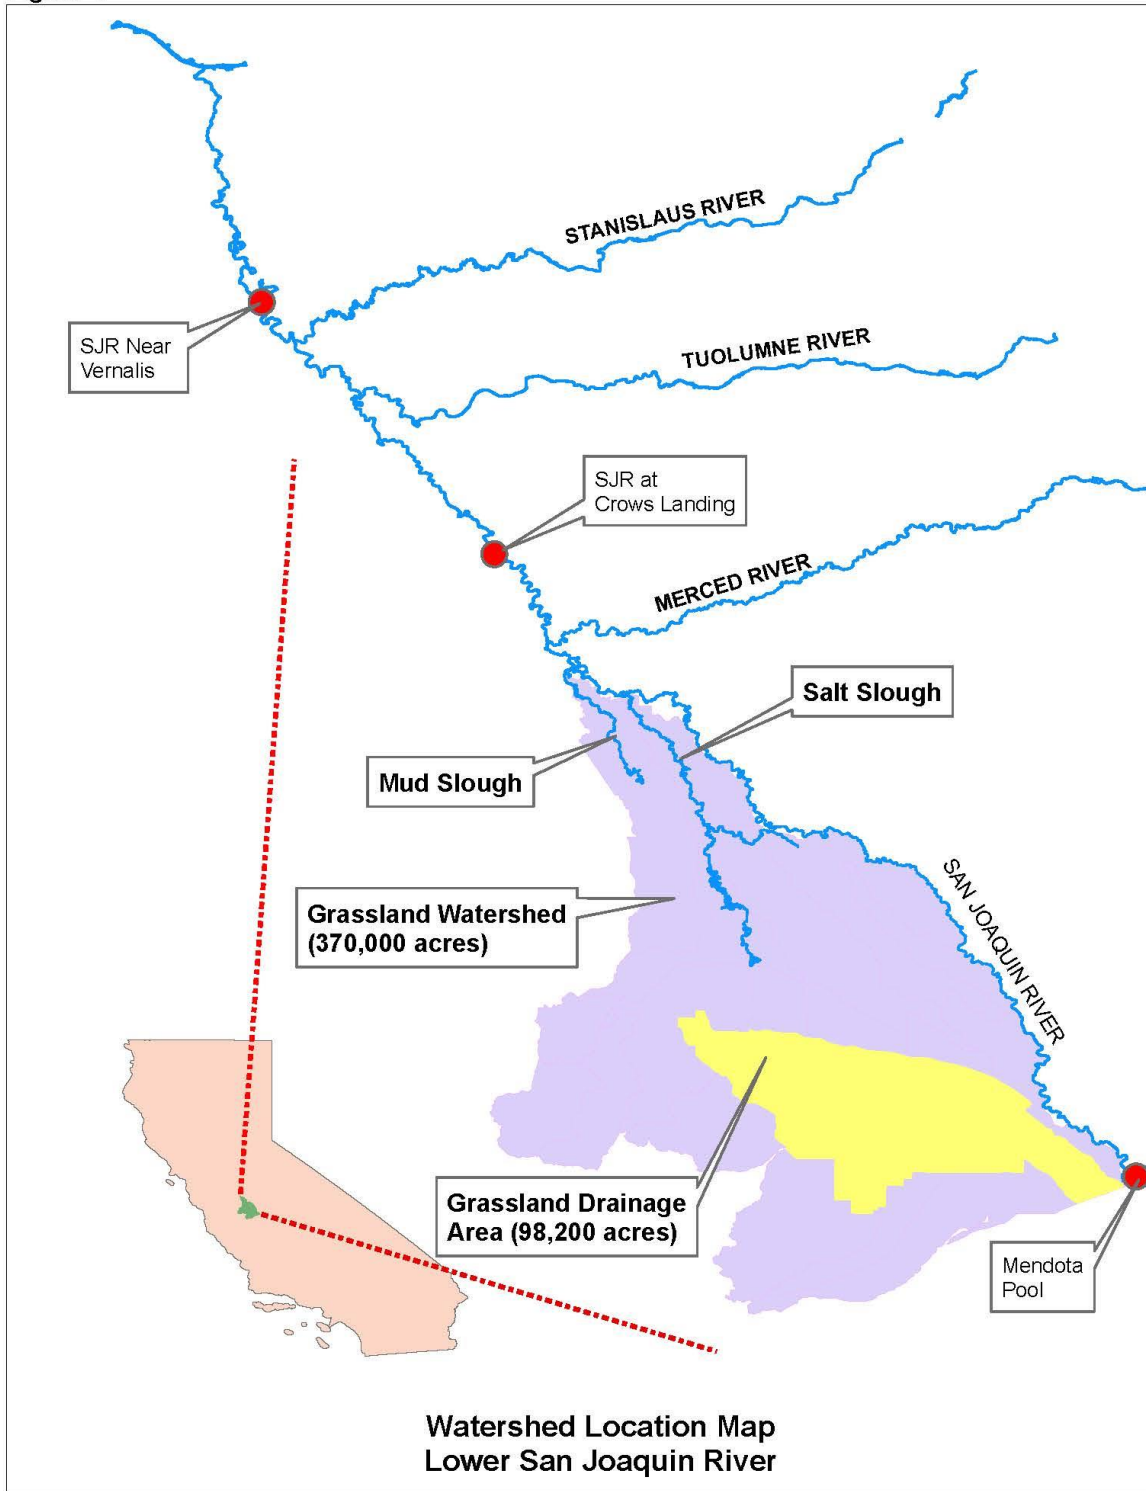 STANISLAUS RIVER
SJR Near
Vernalis
TUOLUMNE RIVER
SJR at
Crows Landing
MERCED RIVER
Salt Slough
Mud Slough
Grassland Watershed
(370,000 acres)
SAN JOAQUIN RIVER
Grassland Drainage
Area (98,200 acres)
Mendota
Pool
Watershed Location Map
Lower San Joaquin River